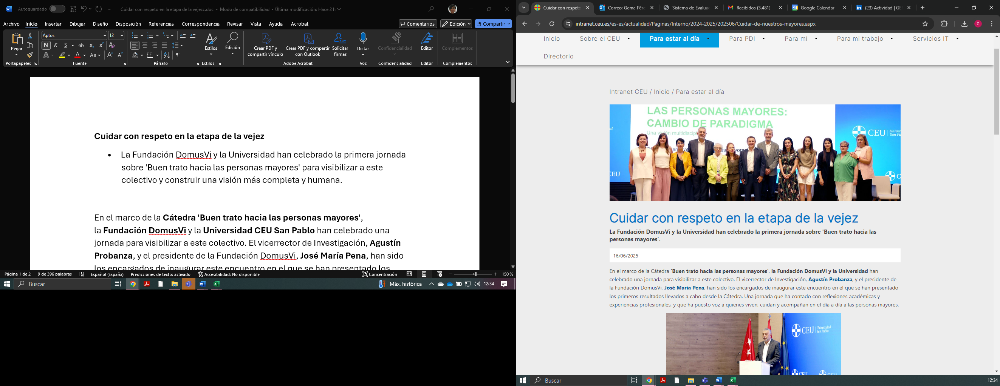 Autoguardado
Cuidar con respeto en la etapa de la vejezc.doc - Modo de compatibilidad • Última modificación: Hace 2 h
Archivo Inicio Insertar Dibujar Diseño Disposición Referencias Correspondencia Revisar Vista Ayuda Acrobat
Comentarios Edición Compartir
Pegar
Aptos 12
N K S ab x₂ x² A
A A Aa A A
Estilos
Edición
Crear PDF y compartir vínculo
Crear PDF y compartir con Outlook
Solicitar firmas
Dictar
Confidencialidad
Editor
Complementos
Portapapeles Fuente Párrafo Estilos Adobe Acrobat Voz Confidencialidad Editor Complementos
Cuidar con respeto en la etapa de la vejez
• La Fundación DomusVi y la Universidad han celebrado la primera jornada
sobre 'Buen trato hacia las personas mayores' para visibilizar a este
colectivo y construir una visión más completa y humana.
En el marco de la Cátedra 'Buen trato hacia las personas mayores',
la Fundación DomusVi y la Universidad CEU San Pablo han celebrado una
jornada para visibilizar a este colectivo. El vicerrector de Investigación, Agustín
Probanza, y el presidente de la Fundación DomusVi, José María Pena, han sido
los encargados de inaugurar este encuentro en el que se han presentado los
Página 1 de 2 9 de 396 palabras Español (España) Predicciones de texto: activado Accesibilidad: No disponible Concentración 150 %
Buscar
Máx. histórica 12:34
Cuidar con respeto
Correo: Gema Pére
Sistema de Evaluac
Recibidos (3.481) -
Google Calendar -
(23) Actividad | GE
intranet.ceu.es/es-es/actualidad/Paginas/Interno/2024-2025/202506/Cuidar-de-nuestros-mayores.aspx
G
Inicio Sobre el CEU Para estar al día Para PDI Para mí Para mi trabajo Servicios IT
Directorio
Intranet CEU / Inicio / Para estar al día
LAS PERSONAS MAYORES:
CAMBIO DE PARADIGMA
Una visión multidiscip
CEU
CEU
Cuidar con respeto en la etapa de la vejez
La Fundación DomusVi y la Universidad han celebrado la primera jornada sobre 'Buen trato hacia las
personas mayores'.
16/06/2025
En el marco de la Cátedra 'Buen trato hacia las personas mayores', la Fundación DomusVi y la Universidad han
celebrado una jornada para visibilizar a este colectivo. El vicerrector de Investigación, Agustín Probanza, y el presidente de
la Fundación DomusVi, José María Pena, han sido los encargados de inaugurar este encuentro en el que se han presentado
los primeros resultados llevados a cabo desde la Cátedra. Una jornada que ha contado con reflexiones académicas y
experiencias profesionales, y que ha puesto voz a quienes viven, cuidan y acompañan en el día a día a las personas mayores.
CEU Universidad
San Pablo
CEU
Buscar
12:34